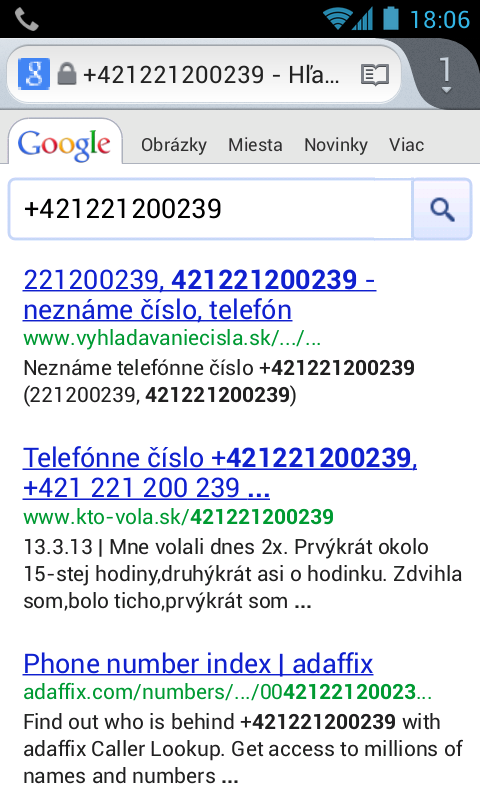 18:06
+421221200239 - Hľa...
1
Google
Obrázky Miesta Novinky Viac
+421221200239
221200239, 421221200239 -
neznáme číslo, telefón
www.vyhladavaniecisla.sk/.../...
Neznáme telefónne číslo +421221200239
(221200239, 421221200239)
Telefónne číslo +421221200239,
+421 221 200 239 ...
www.kto-vola.sk/421221200239
13.3.13 | Mne volali dnes 2x. Prvýkrát okolo
15-stej hodiny,druhýkrát asi o hodinku. Zdvihla
som,bolo ticho,prvýkrát som ...
Phone number index | adaffix
adaffix.com/numbers/.../0042122120023...
Find out who is behind +421221200239 with
adaffix Caller Lookup. Get access to millions of
names and numbers ...